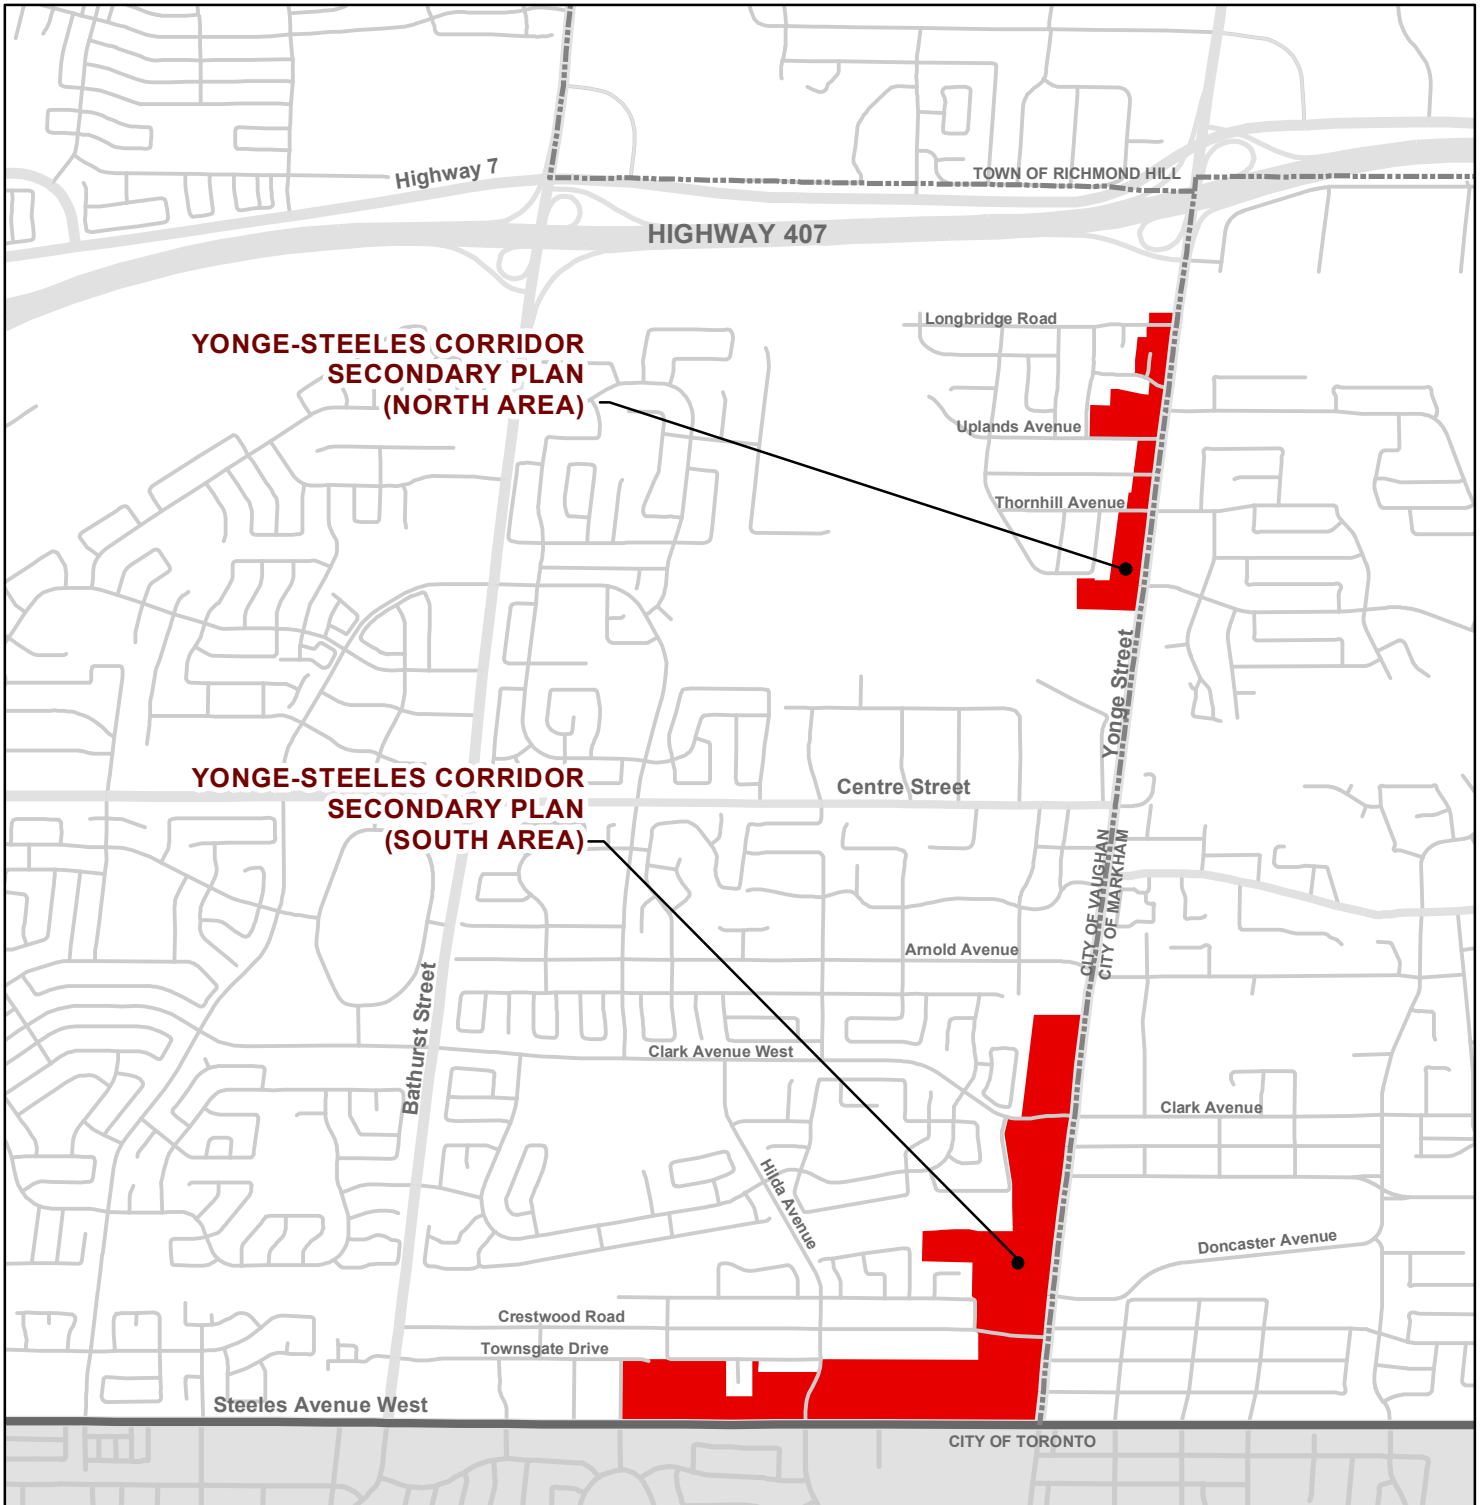 Highway 7
TOWN OF RICHMOND HILL
HIGHWAY 407
Longbridge Road
YONGE-STEELES CORRIDOR
SECONDARY PLAN
(NORTH AREA)
Uplands Avenue
Thornhill Avenue
Yonge Street
YONGE-STEELES CORRIDOR
SECONDARY PLAN
(SOUTH AREA)
Centre Street
CITY OF VAUGHAN
CITY OF MARKHAM
Arnold Avenue
Bathurst Street
Clark Avenue West
Clark Avenue
Hilda Avenue
Doncaster Avenue
Crestwood Road
Townsgate Drive
Steeles Avenue West
CITY OF TORONTO